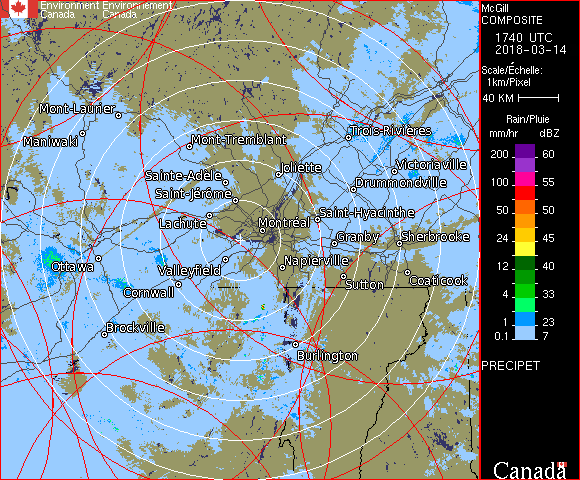 Environment Environnement
Canada Canada
McGill
COMPOSITE
1740 UTC
2018-03-14
Scale/Échelle:
1km/Pixel
40 KM
Rain/Pluie
mm/hr dBZ
200 60
100 55
50 50
24 45
12 40
4 33
1 23
0.1 7
PRECIPET
Canada
Mont-Laurier
Maniwaki
Mont-Tremblant
Trois-Rivières
Joliette
Victoriaville
Sainte-Adèle
Drummondville
Saint-Jérôme
Saint-Hyacinthe
Lachute
Montréal
Granby
Sherbrooke
Ottawa
Valleyfield
Napierville
Sutton
Coaticook
Cornwall
Brockville
Burlington